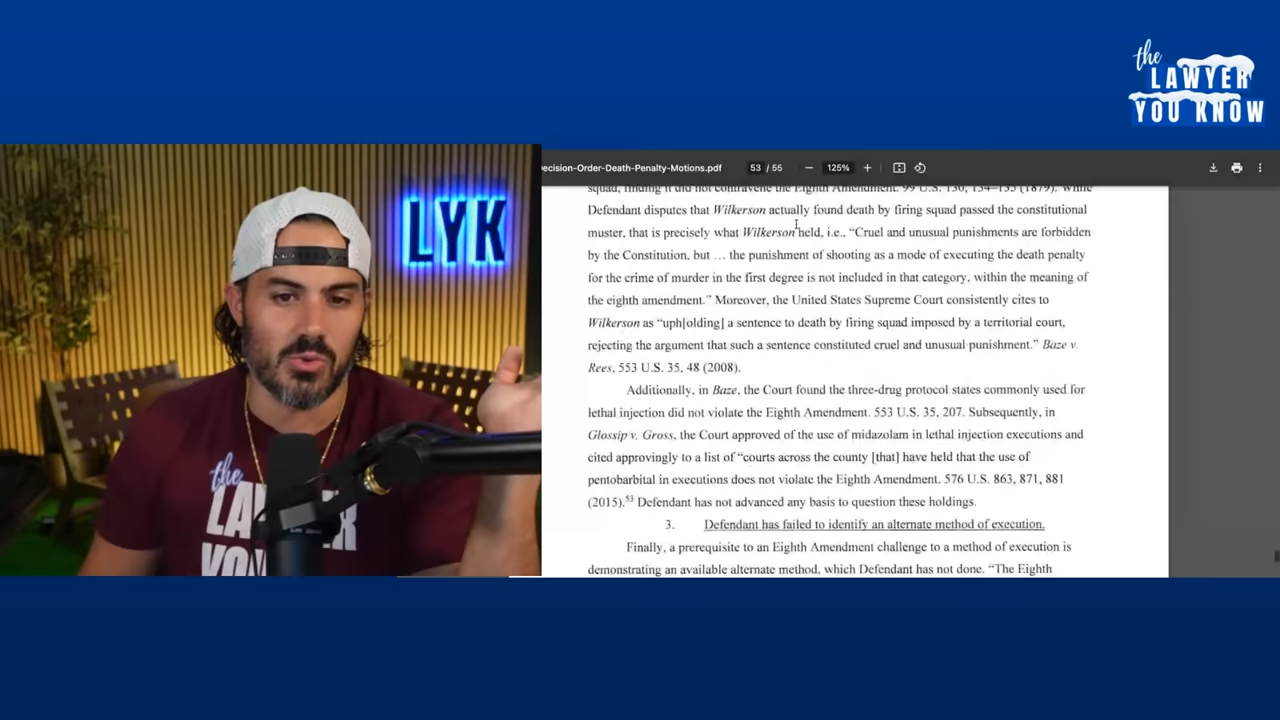 the
LAWYER
YOU KNOW
LYK
the
ecision-Order-Death-Penalty-Motions.pdf
53 / 55
125%
squad, finding it did not contravene the Eighth Amendment. 99 U.S. 130, 134–135 (1879). While
Defendant disputes that Wilkerson actually found death by firing squad passed the constitutional
muster, that is precisely what Wilkerson held, i.e., “Cruel and unusual punishments are forbidden
by the Constitution, but … the punishment of shooting as a mode of executing the death penalty
for the crime of murder in the first degree is not included in that category, within the meaning of
the eighth amendment.” Moreover, the United States Supreme Court consistently cites to
Wilkerson as “uph[olding] a sentence to death by firing squad imposed by a territorial court,
rejecting the argument that such a sentence constituted cruel and unusual punishment.” Baze v.
Rees, 553 U.S. 35, 48 (2008).
Additionally, in Baze, the Court found the three-drug protocol states commonly used for
lethal injection did not violate the Eighth Amendment. 553 U.S. 35, 207. Subsequently, in
Glossip v. Gross, the Court approved of the use of midazolam in lethal injection executions and
cited approvingly to a list of “courts across the county [that] have held that the use of
pentobarbital in executions does not violate the Eighth Amendment. 576 U.S. 863, 871, 881
(2015).53 Defendant has not advanced any basis to question these holdings.
3. Defendant has failed to identify an alternate method of execution.
Finally, a prerequisite to an Eighth Amendment challenge to a method of execution is
demonstrating an available alternate method, which Defendant has not done. “The Eighth